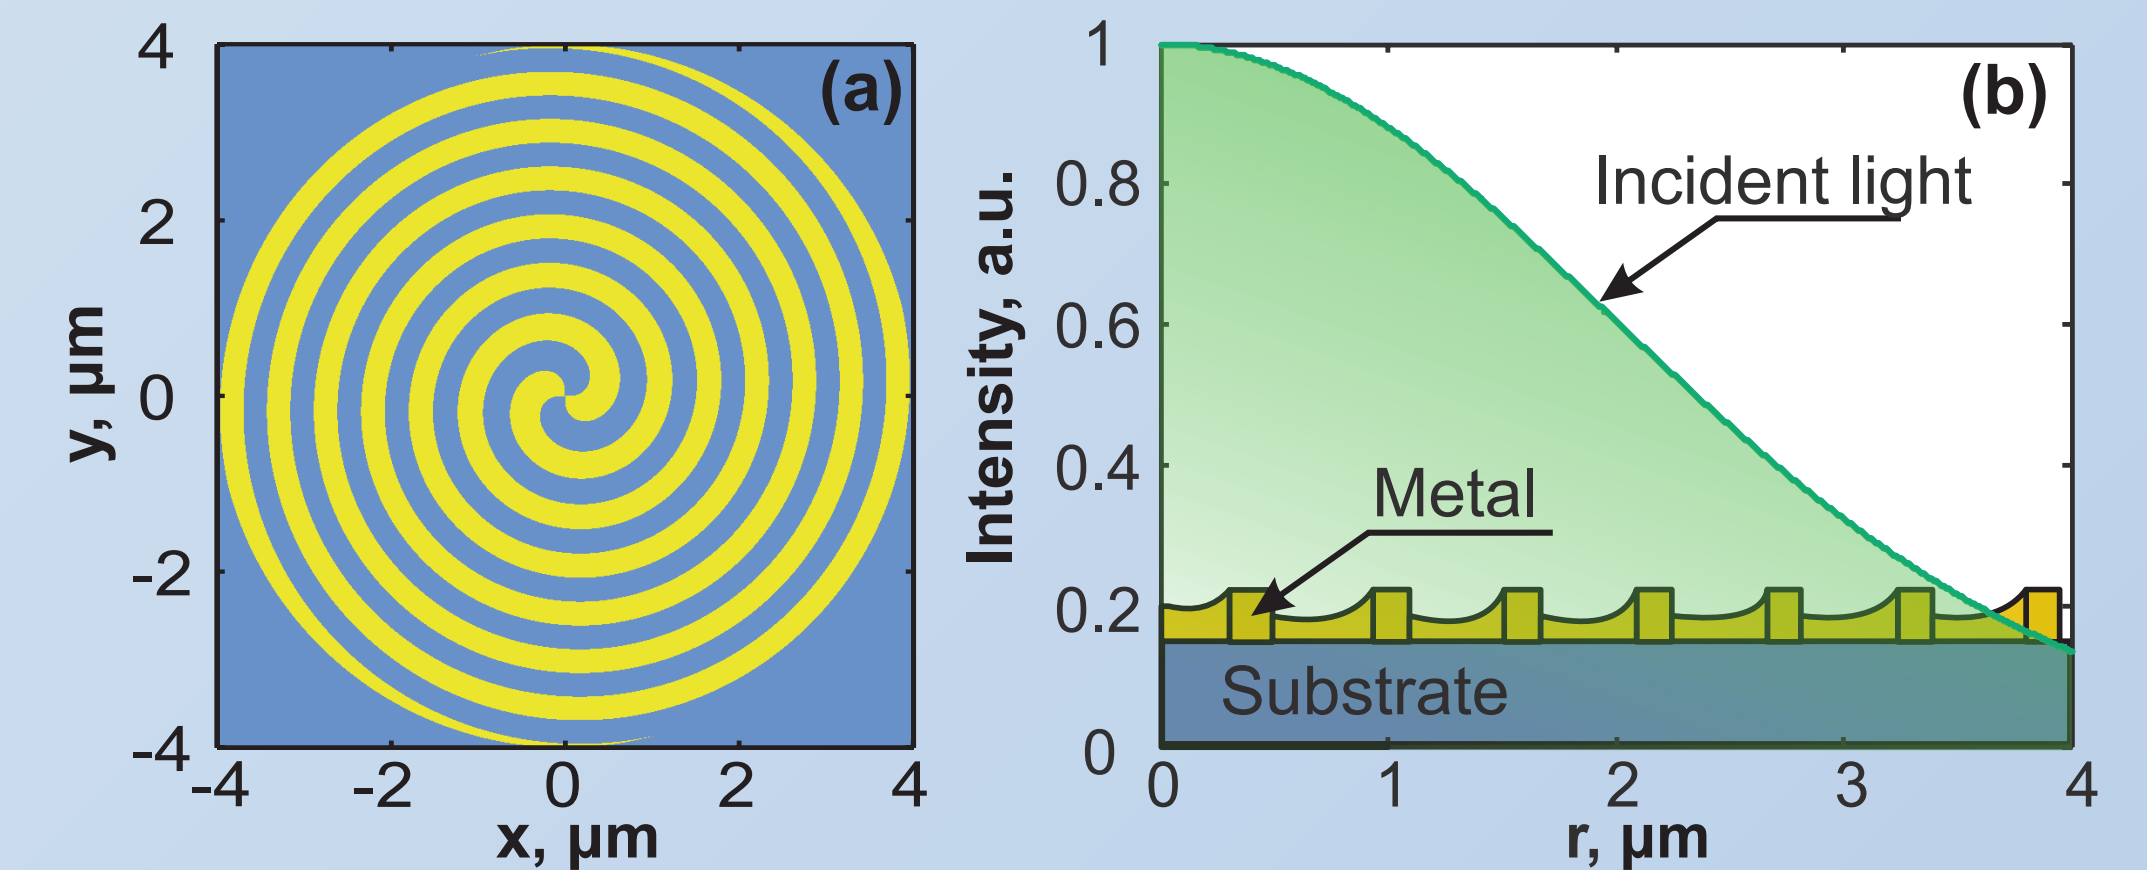 (a)
4
2
0
-2
-4
y, µm
-4
-2
0
2
4
x, µm
(b)
1
0.8
0.6
0.4
0.2
0
Intensity, a.u.
Incident light
Metal
Substrate
0
1
2
3
4
r, µm